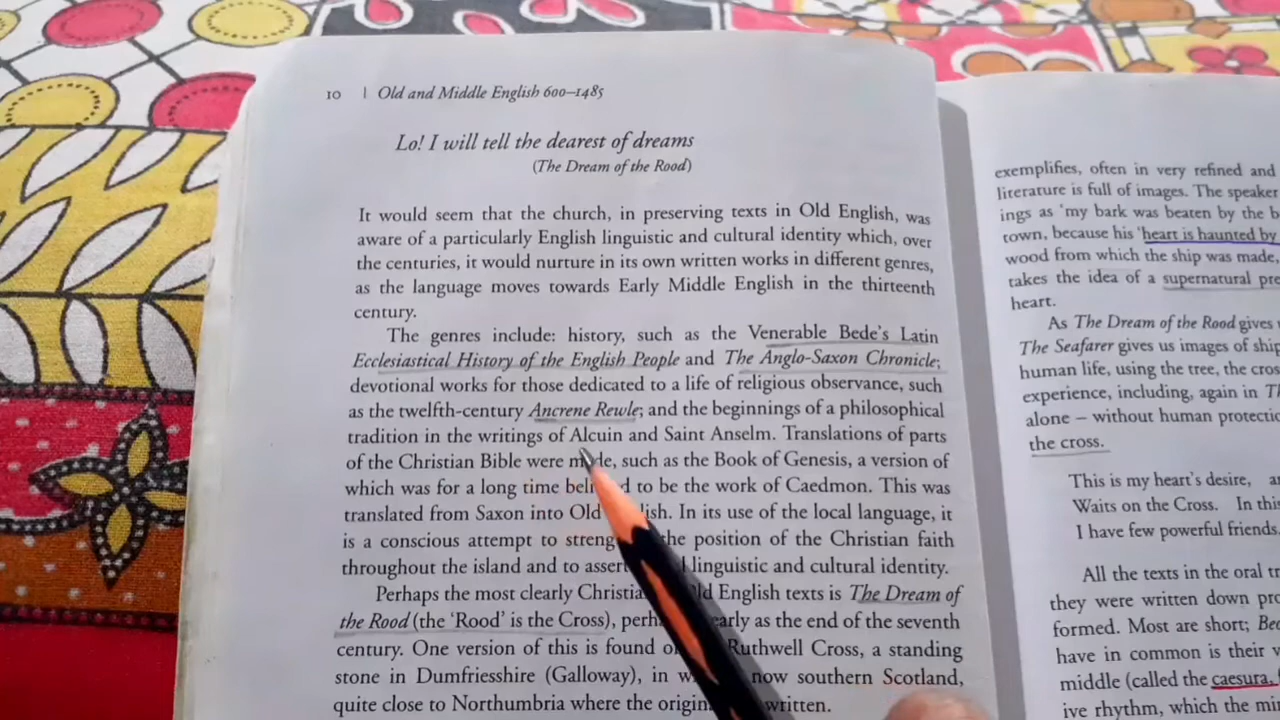 10 | Old and Middle English 600–1485
Lo! I will tell the dearest of dreams
(The Dream of the Rood)
It would seem that the church, in preserving texts in Old English, was
aware of a particularly English linguistic and cultural identity which, over
the centuries, it would nurture in its own written works in different genres,
as the language moves towards Early Middle English in the thirteenth
century.
The genres include: history, such as the Venerable Bede's Latin
Ecclesiastical History of the English People and The Anglo-Saxon Chronicle;
devotional works for those dedicated to a life of religious observance, such
as the twelfth-century Ancrene Rewle; and the beginnings of a philosophical
tradition in the writings of Alcuin and Saint Anselm. Translations of parts
of the Christian Bible were made, such as the Book of Genesis, a version of
which was for a long time believed to be the work of Caedmon. This was
translated from Saxon into Old English. In its use of the local language, it
is a conscious attempt to strengthen the position of the Christian faith
throughout the island and to assert linguistic and cultural identity.
Perhaps the most clearly Christian Old English texts is The Dream of
the Rood (the 'Rood' is the Cross), perhaps early as the end of the seventh
century. One version of this is found on Ruthwell Cross, a standing
stone in Dumfriesshire (Galloway), in what now southern Scotland,
quite close to Northumbria where the original written.
exemplifies, often in very refined and
literature is full of images. The speaker
ings as 'my bark was beaten by the
town, because his 'heart is haunted by
wood from which the ship was made,
takes the idea of a supernatural
heart.
As The Dream of the Rood gives
The Seafarer gives us images of
human life, using the tree, the
experience, including, again in
alone – without human
the cross.
This is my heart's desire,
Waits on the Cross. In
I have few powerful friends
All the texts in the oral
they were written down
formed. Most are short;
have in common is their
middle (called the caesura,
ive rhythm, which the